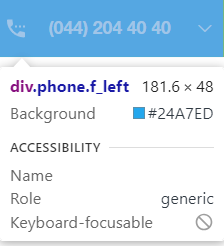 (044) 204 40 40
div.phone.f_left 181.6 × 48
Background #24A7ED
ACCESSIBILITY
Name
Role generic
Keyboard-focusable